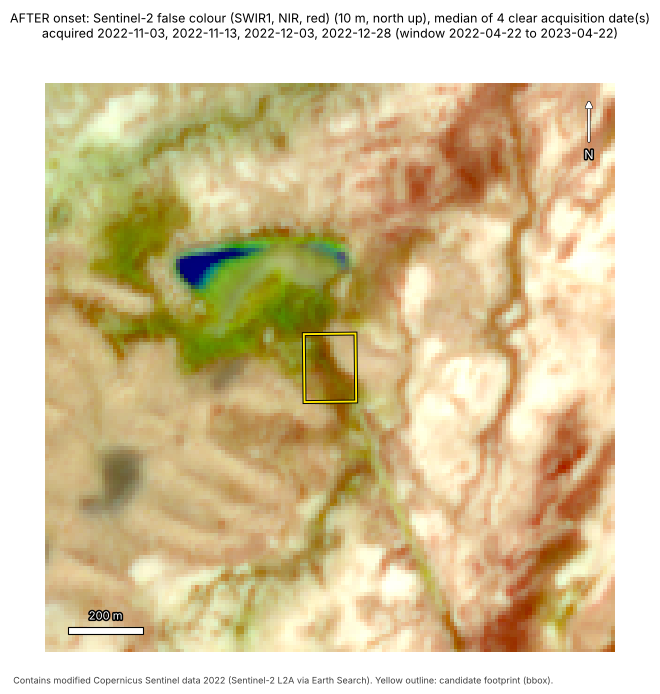 AFTER onset: Sentinel-2 false colour (SWIR1, NIR, red) (10 m, north up), median of 4 clear acquisition date(s)
acquired 2022-11-03, 2022-11-13, 2022-12-03, 2022-12-28 (window 2022-04-22 to 2023-04-22)
N
200 m
Contains modified Copernicus Sentinel data 2022 (Sentinel-2 L2A via Earth Search). Yellow outline: candidate footprint (bbox).